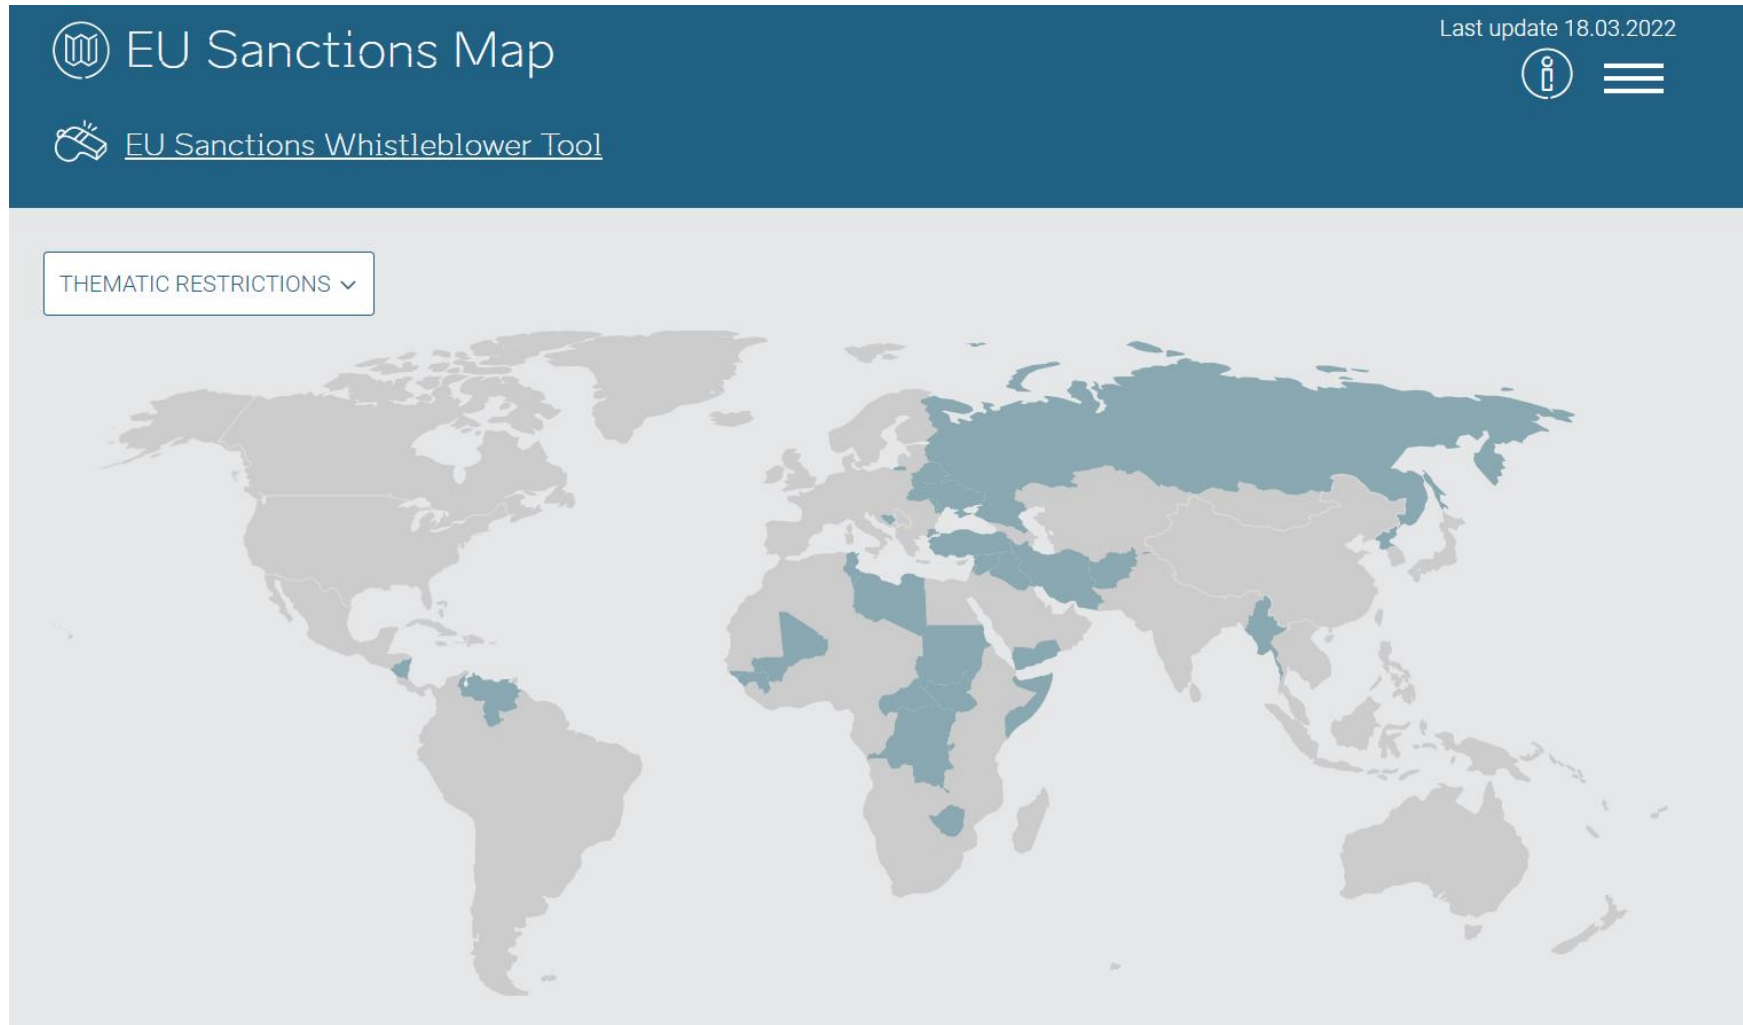 EU Sanctions Map
Last update 18.03.2022
EU Sanctions Whistleblower Tool
THEMATIC RESTRICTIONS